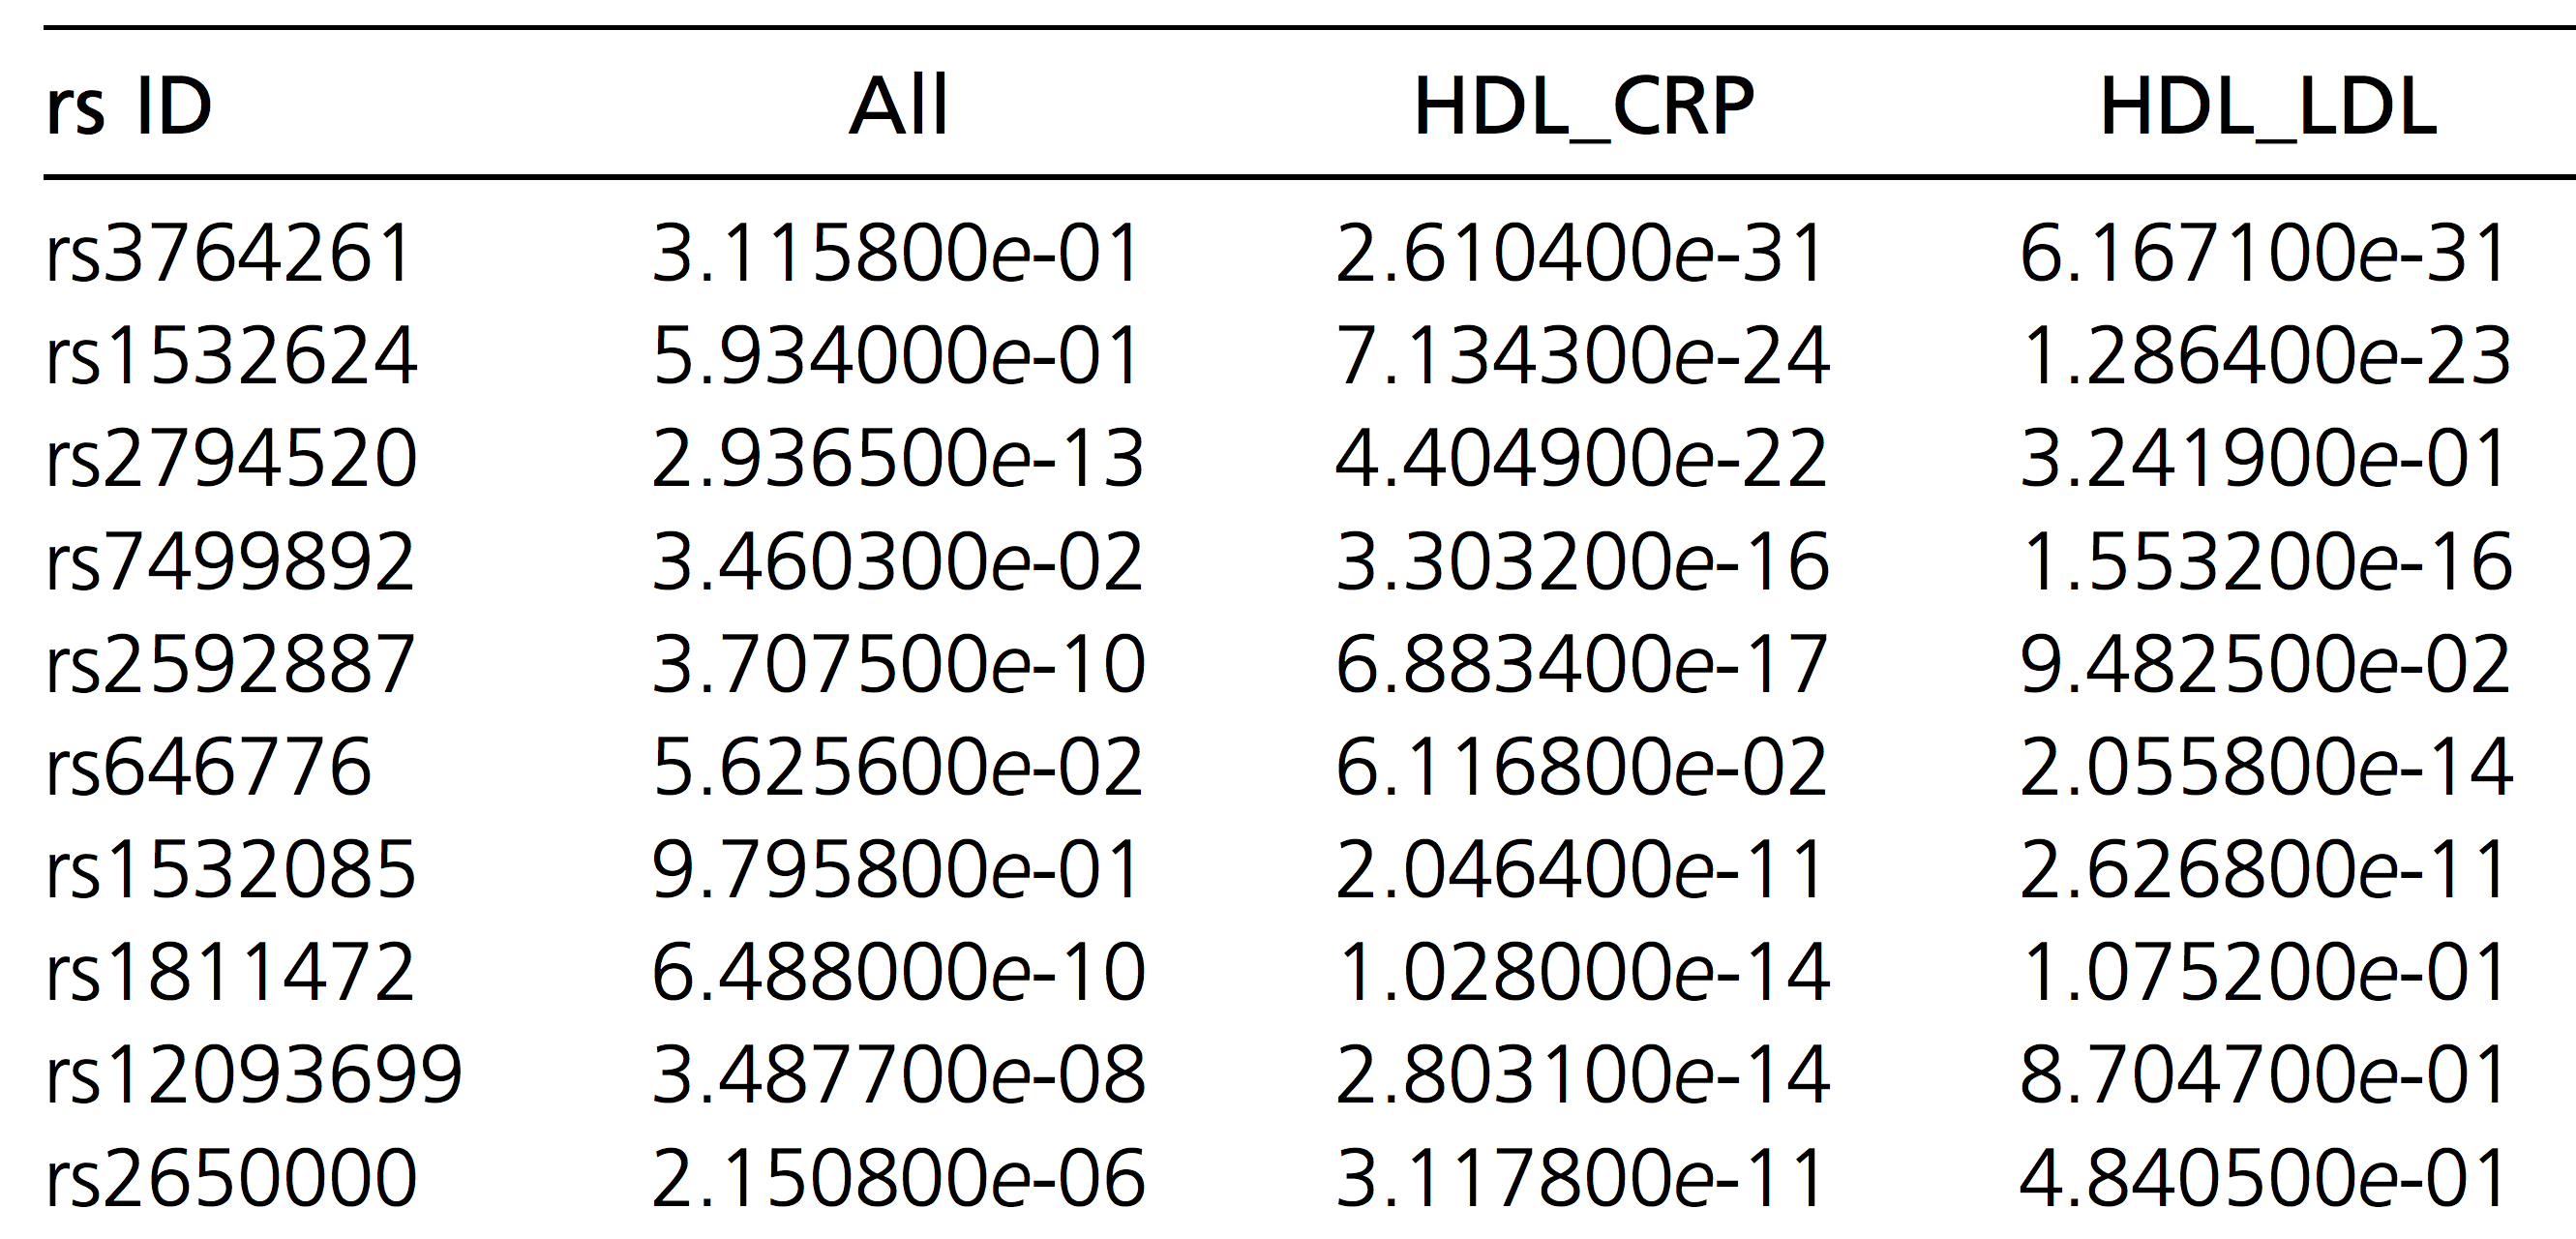 rs ID All HDL_CRP HDL_LDL
rs3764261 3.115800e-01 2.610400e-31 6.167100e-31
rs1532624 5.934000e-01 7.134300e-24 1.286400e-23
rs2794520 2.936500e-13 4.404900e-22 3.241900e-01
rs7499892 3.460300e-02 3.303200e-16 1.553200e-16
rs2592887 3.707500e-10 6.883400e-17 9.482500e-02
rs646776 5.625600e-02 6.116800e-02 2.055800e-14
rs1532085 9.795800e-01 2.046400e-11 2.626800e-11
rs1811472 6.488000e-10 1.028000e-14 1.075200e-01
rs12093699 3.487700e-08 2.803100e-14 8.704700e-01
rs2650000 2.150800e-06 3.117800e-11 4.840500e-01